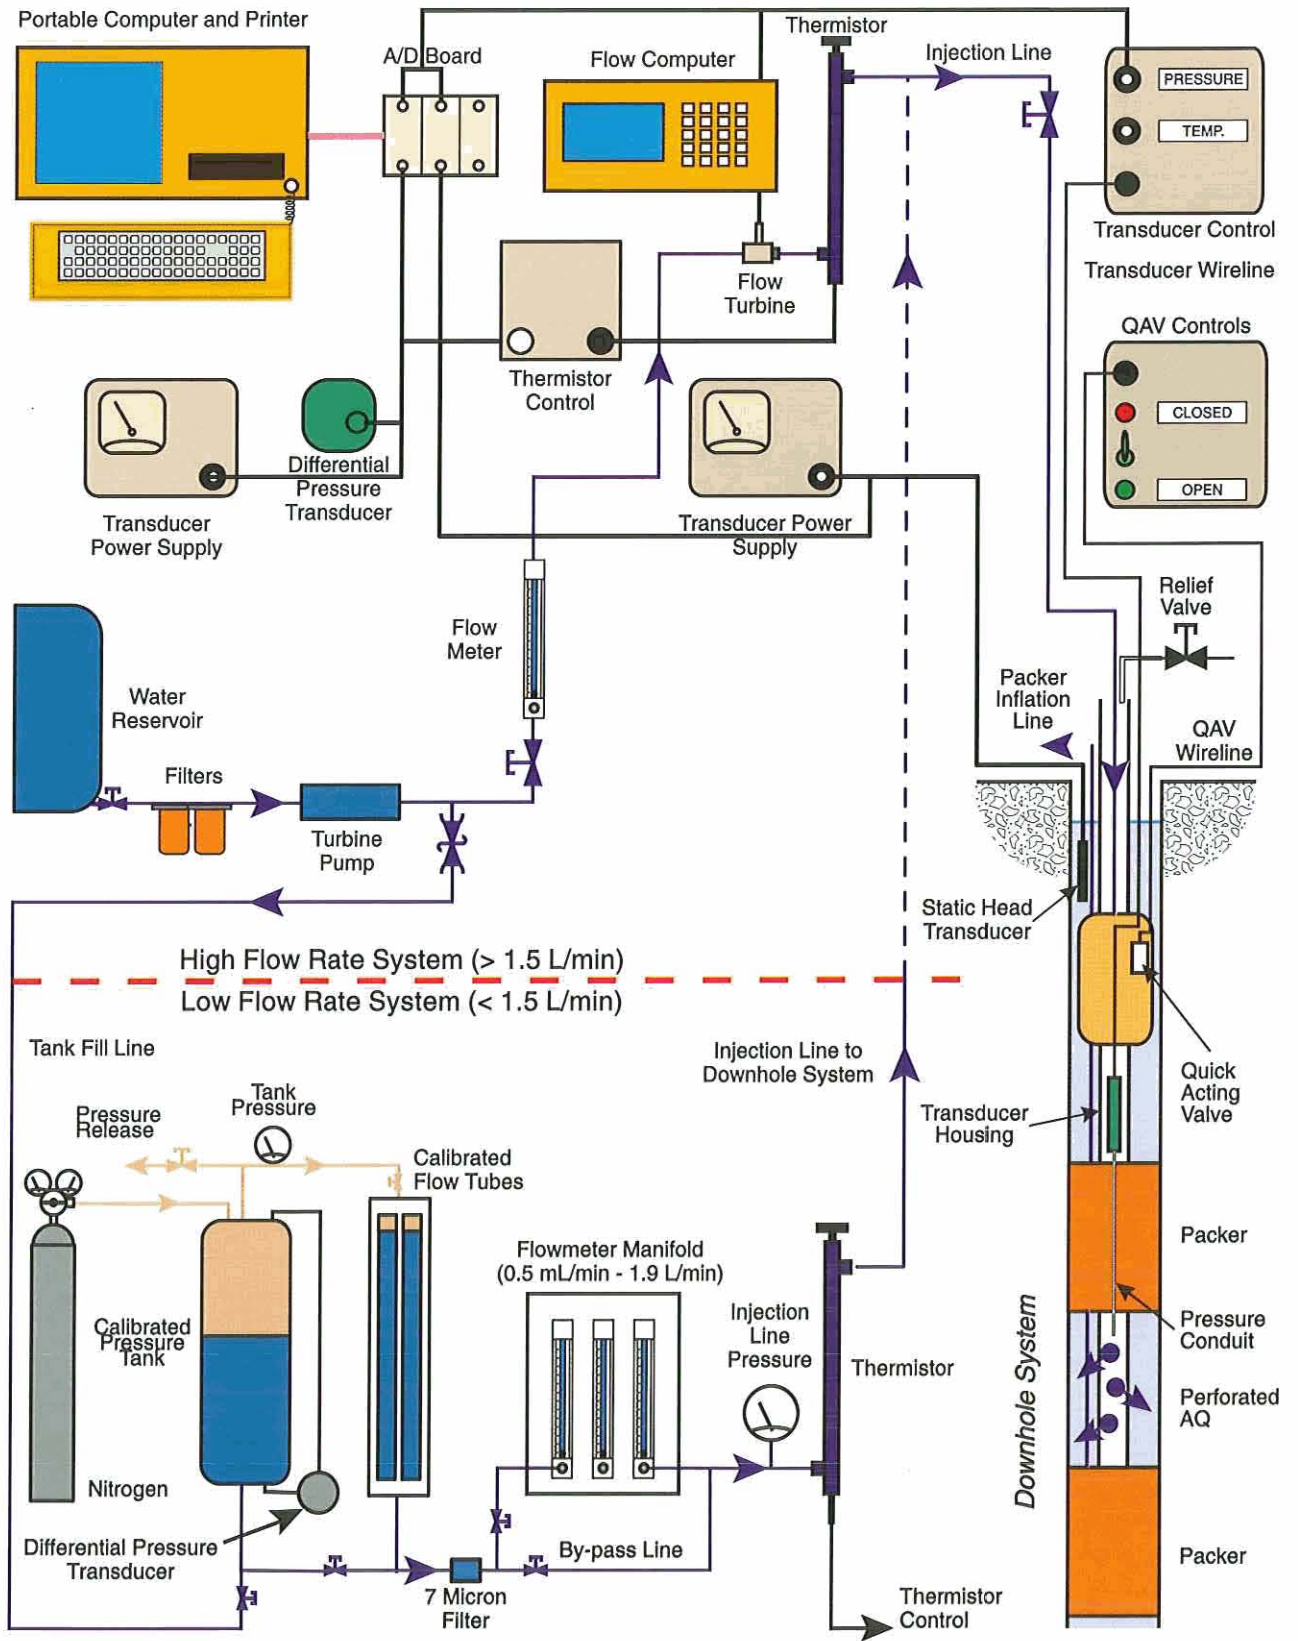 Portable Computer and Printer
A/D Board
Flow Computer
Thermistor
Injection Line
PRESSURE
TEMP.
Transducer Control
Transducer Wireline
Flow
Turbine
QAV Controls
CLOSED
OPEN
Thermistor
Control
Differential
Pressure
Transducer
Transducer
Power Supply
Transducer Power
Supply
Relief
Valve
Flow
Meter
Packer
Inflation
Line
Water
Reservoir
QAV
Wireline
Filters
Turbine
Pump
Static Head
Transducer
High Flow Rate System (> 1.5 L/min)
Low Flow Rate System (< 1.5 L/min)
Tank Fill Line
Injection Line to
Downhole System
Quick
Acting
Valve
Tank
Pressure
Pressure
Release
Transducer
Housing
Calibrated
Flow Tubes
Packer
Flowmeter Manifold
(0.5 mL/min - 1.9 L/min)
Injection
Line
Pressure
Calibrated
Pressure
Tank
Thermistor
Pressure
Conduit
Downhole System
Perforated
AQ
Nitrogen
Differential Pressure
Transducer
By-pass Line
Packer
7 Micron
Filter
Thermistor
Control